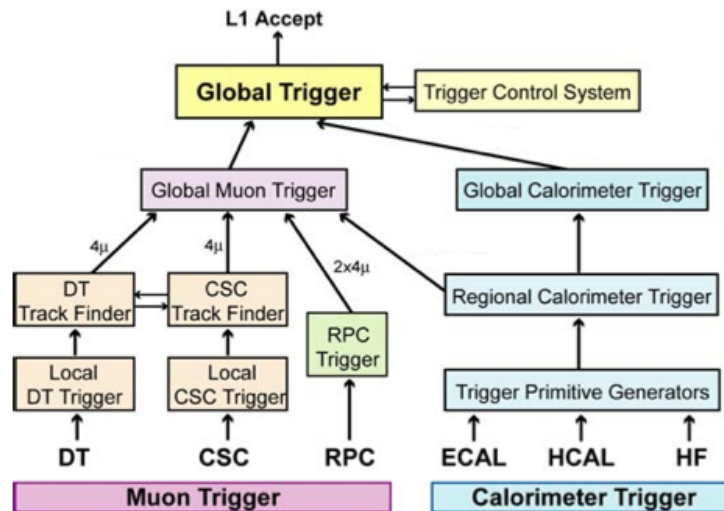 L1 Accept
Global Trigger
Trigger Control System
Global Muon Trigger
Global Calorimeter Trigger
4μ
4μ
2x4μ
DT
Track Finder
CSC
Track Finder
Regional Calorimeter Trigger
RPC
Trigger
Local
DT Trigger
Local
CSC Trigger
Trigger Primitive Generators
DT
CSC
RPC
ECAL
HCAL
HF
Muon Trigger
Calorimeter Trigger